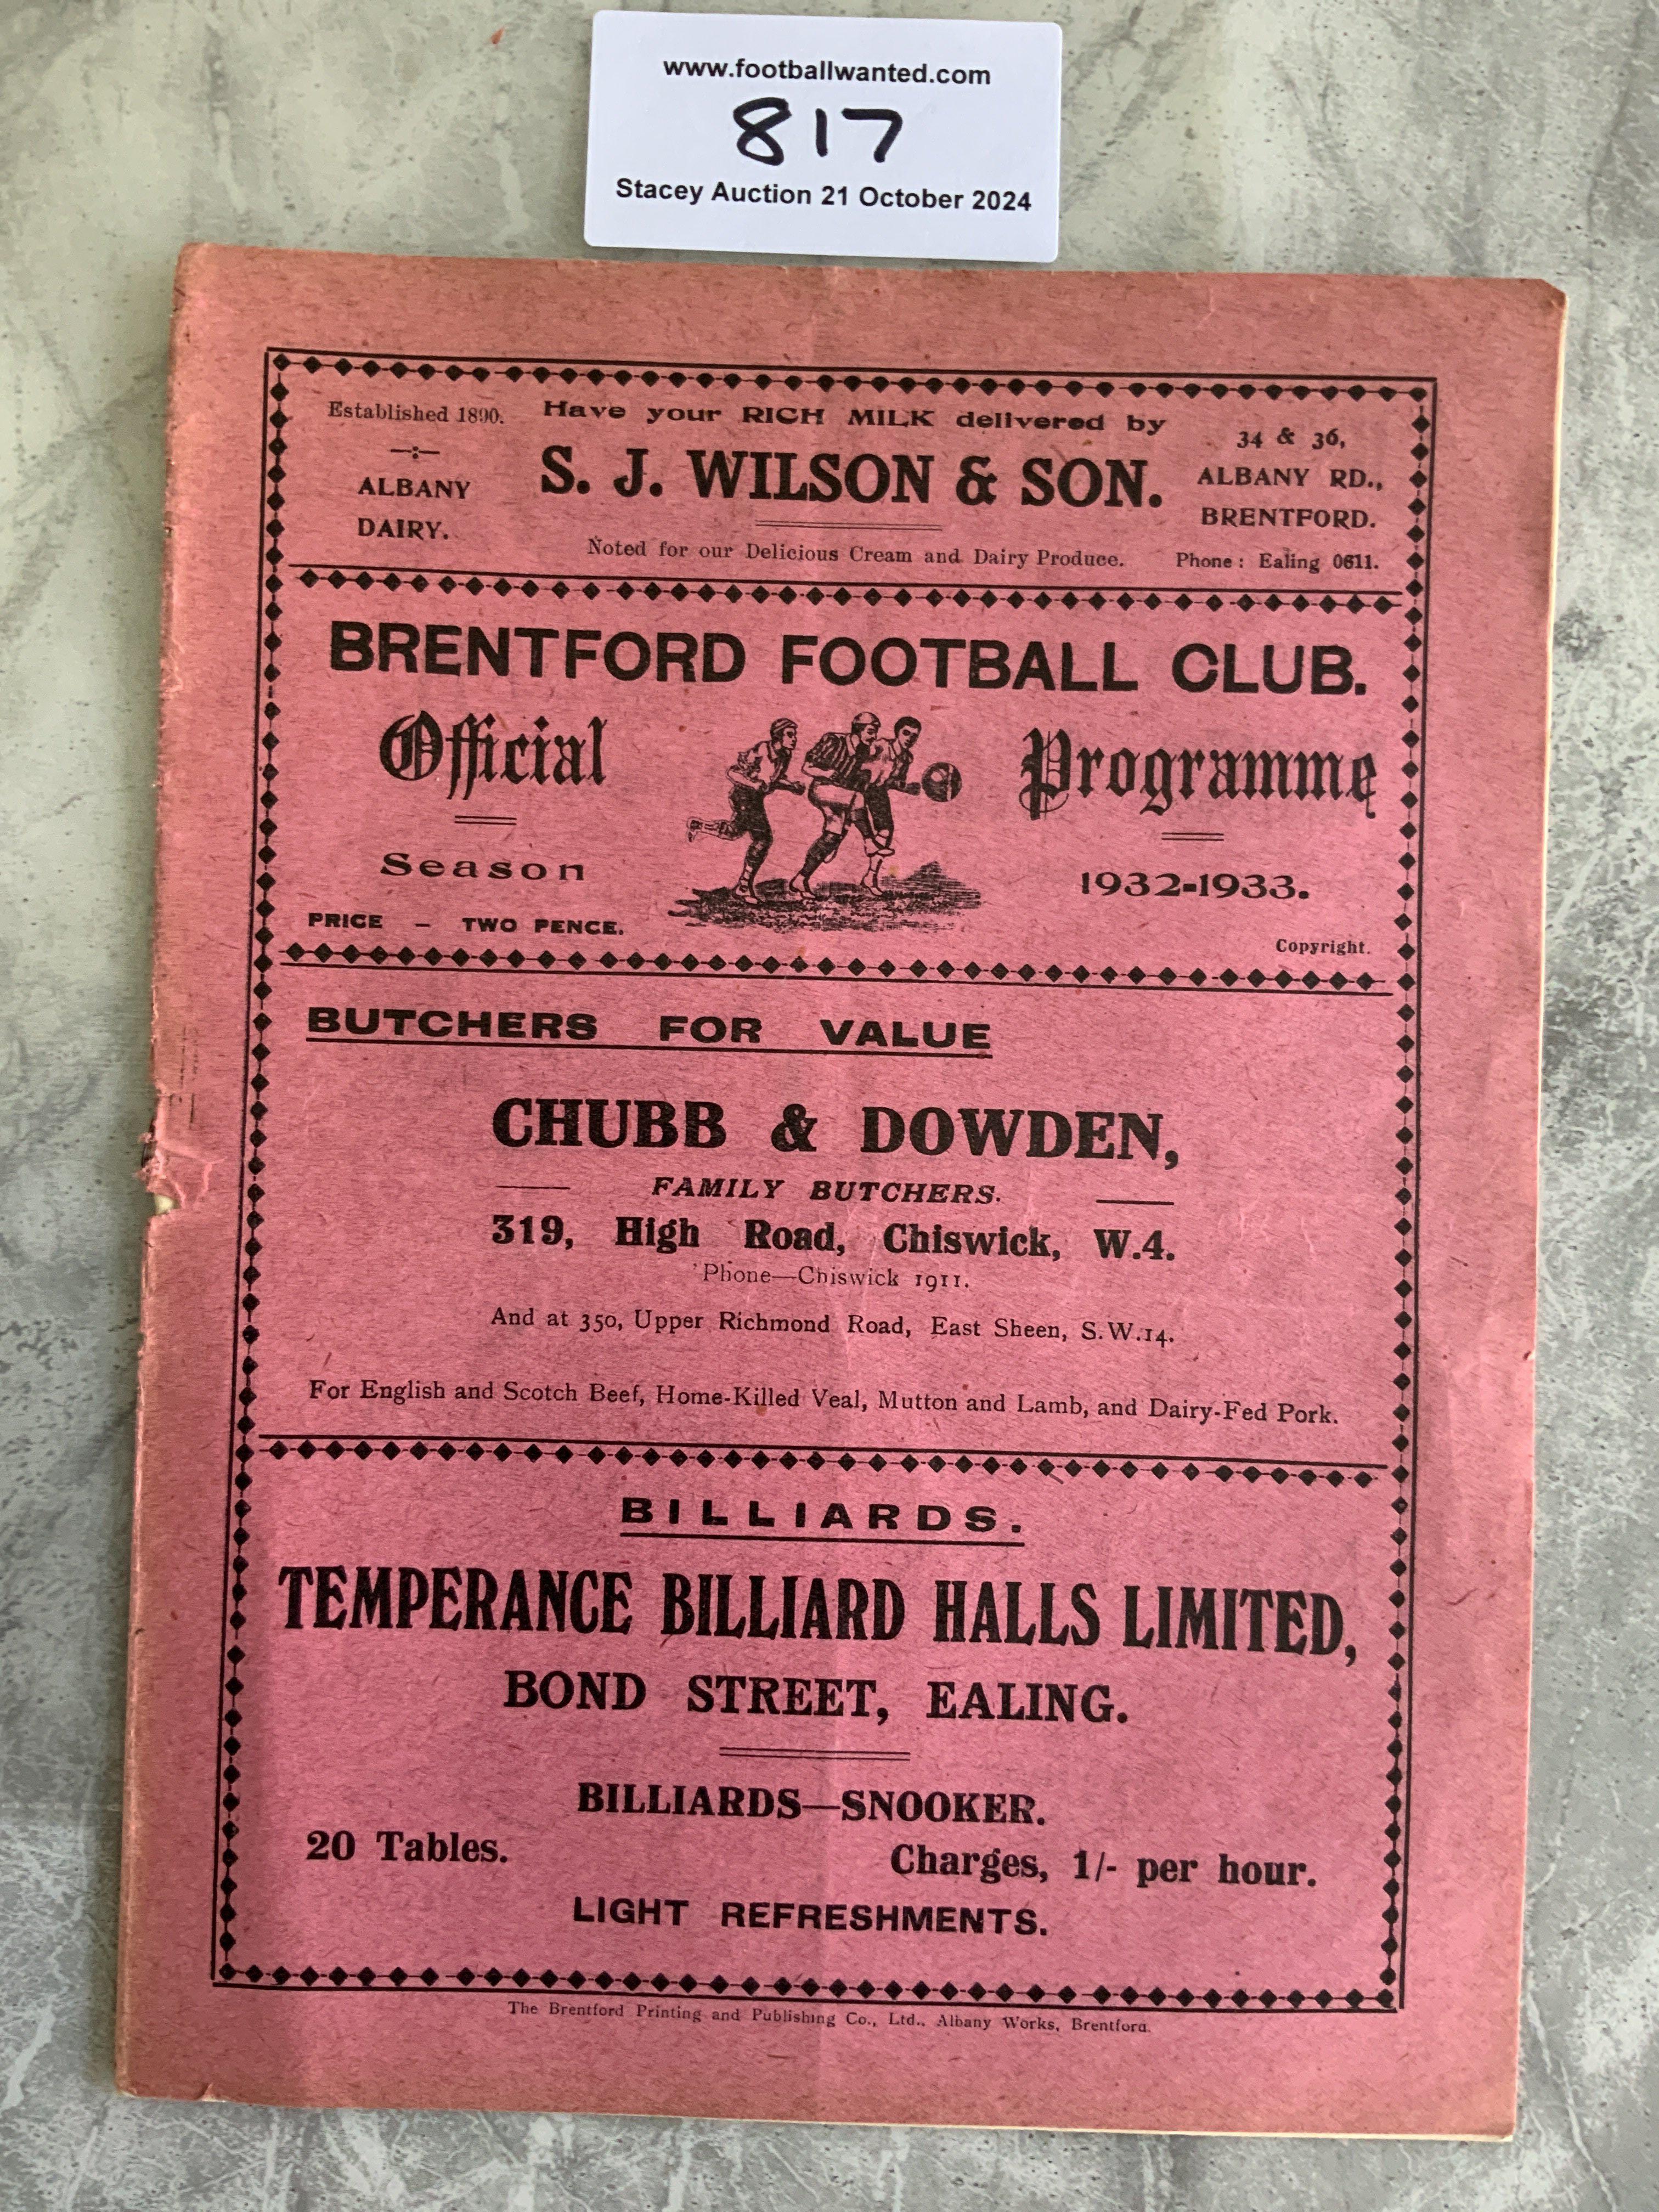 www.footballwanted.com
817
Stacey Auction 21 October 2024
Established 1890.
ALBANY
DAIRY.
Have your RICH MILK delivered by
S. J. WILSON & SON.
Noted for our Delicious Cream and Dairy Produce.
34 & 36,
ALBANY RD.,
BRENTFORD.
Phone: Ealing 0611.
BRENTFORD FOOTBALL CLUB.
Official Programme
Season 1932-1933.
PRICE - TWO PENCE.
Copyright.
BUTCHERS FOR VALUE
CHUBB & DOWDEN,
FAMILY BUTCHERS.
319, High Road, Chiswick, W.4.
'Phone—Chiswick 1911.
And at 350, Upper Richmond Road, East Sheen, S.W.14.
For English and Scotch Beef, Home-Killed Veal, Mutton and Lamb, and Dairy-Fed Pork.
BILLIARDS.
TEMPERANCE BILLIARD HALLS LIMITED,
BOND STREET, EALING.
BILLIARDS—SNOOKER.
20 Tables.
Charges, 1/- per hour.
LIGHT REFRESHMENTS.
The Brentford Printing and Publishing Co., Ltd., Albany Works, Brentford.